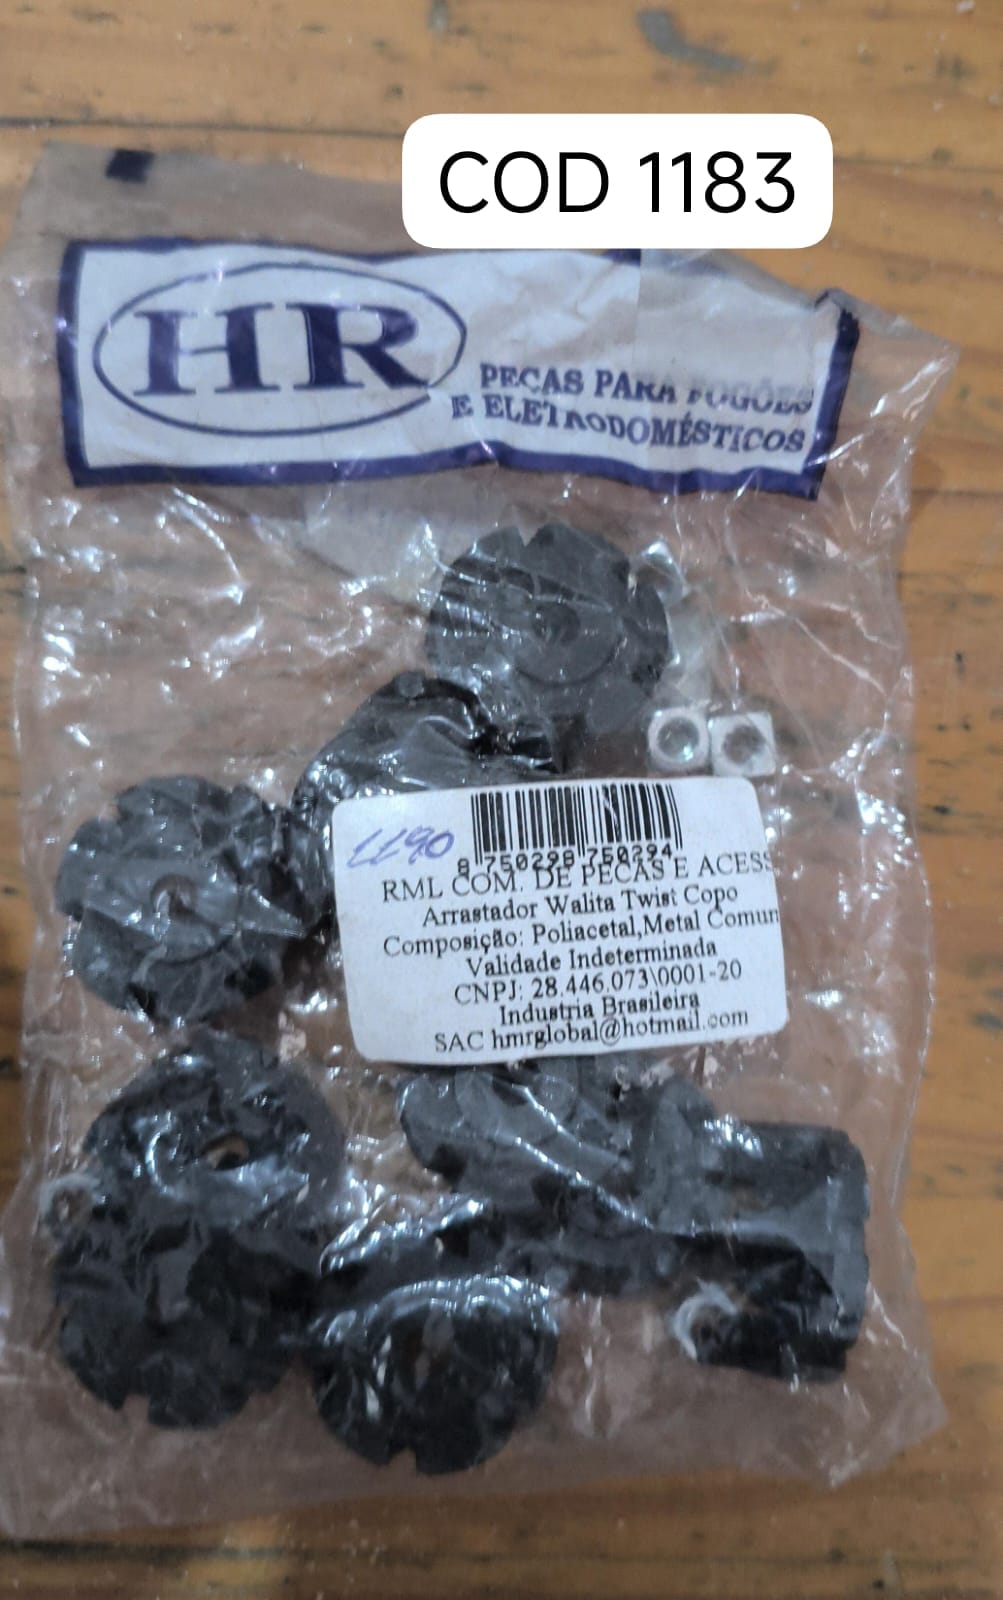 COD 1183
HR
PEÇAS PARA FOGÕES
E ELETRODOMÉSTICOS
1190
8 750298 750294
RML COM. DE PEÇAS E ACESS
Arrastador Walita Twist Copo
Composição: Poliacetal,Metal Comun
Validade Indeterminada
CNPJ: 28.446.073\0001-20
Industria Brasileira
SAC hmrglobal@hotmail.com